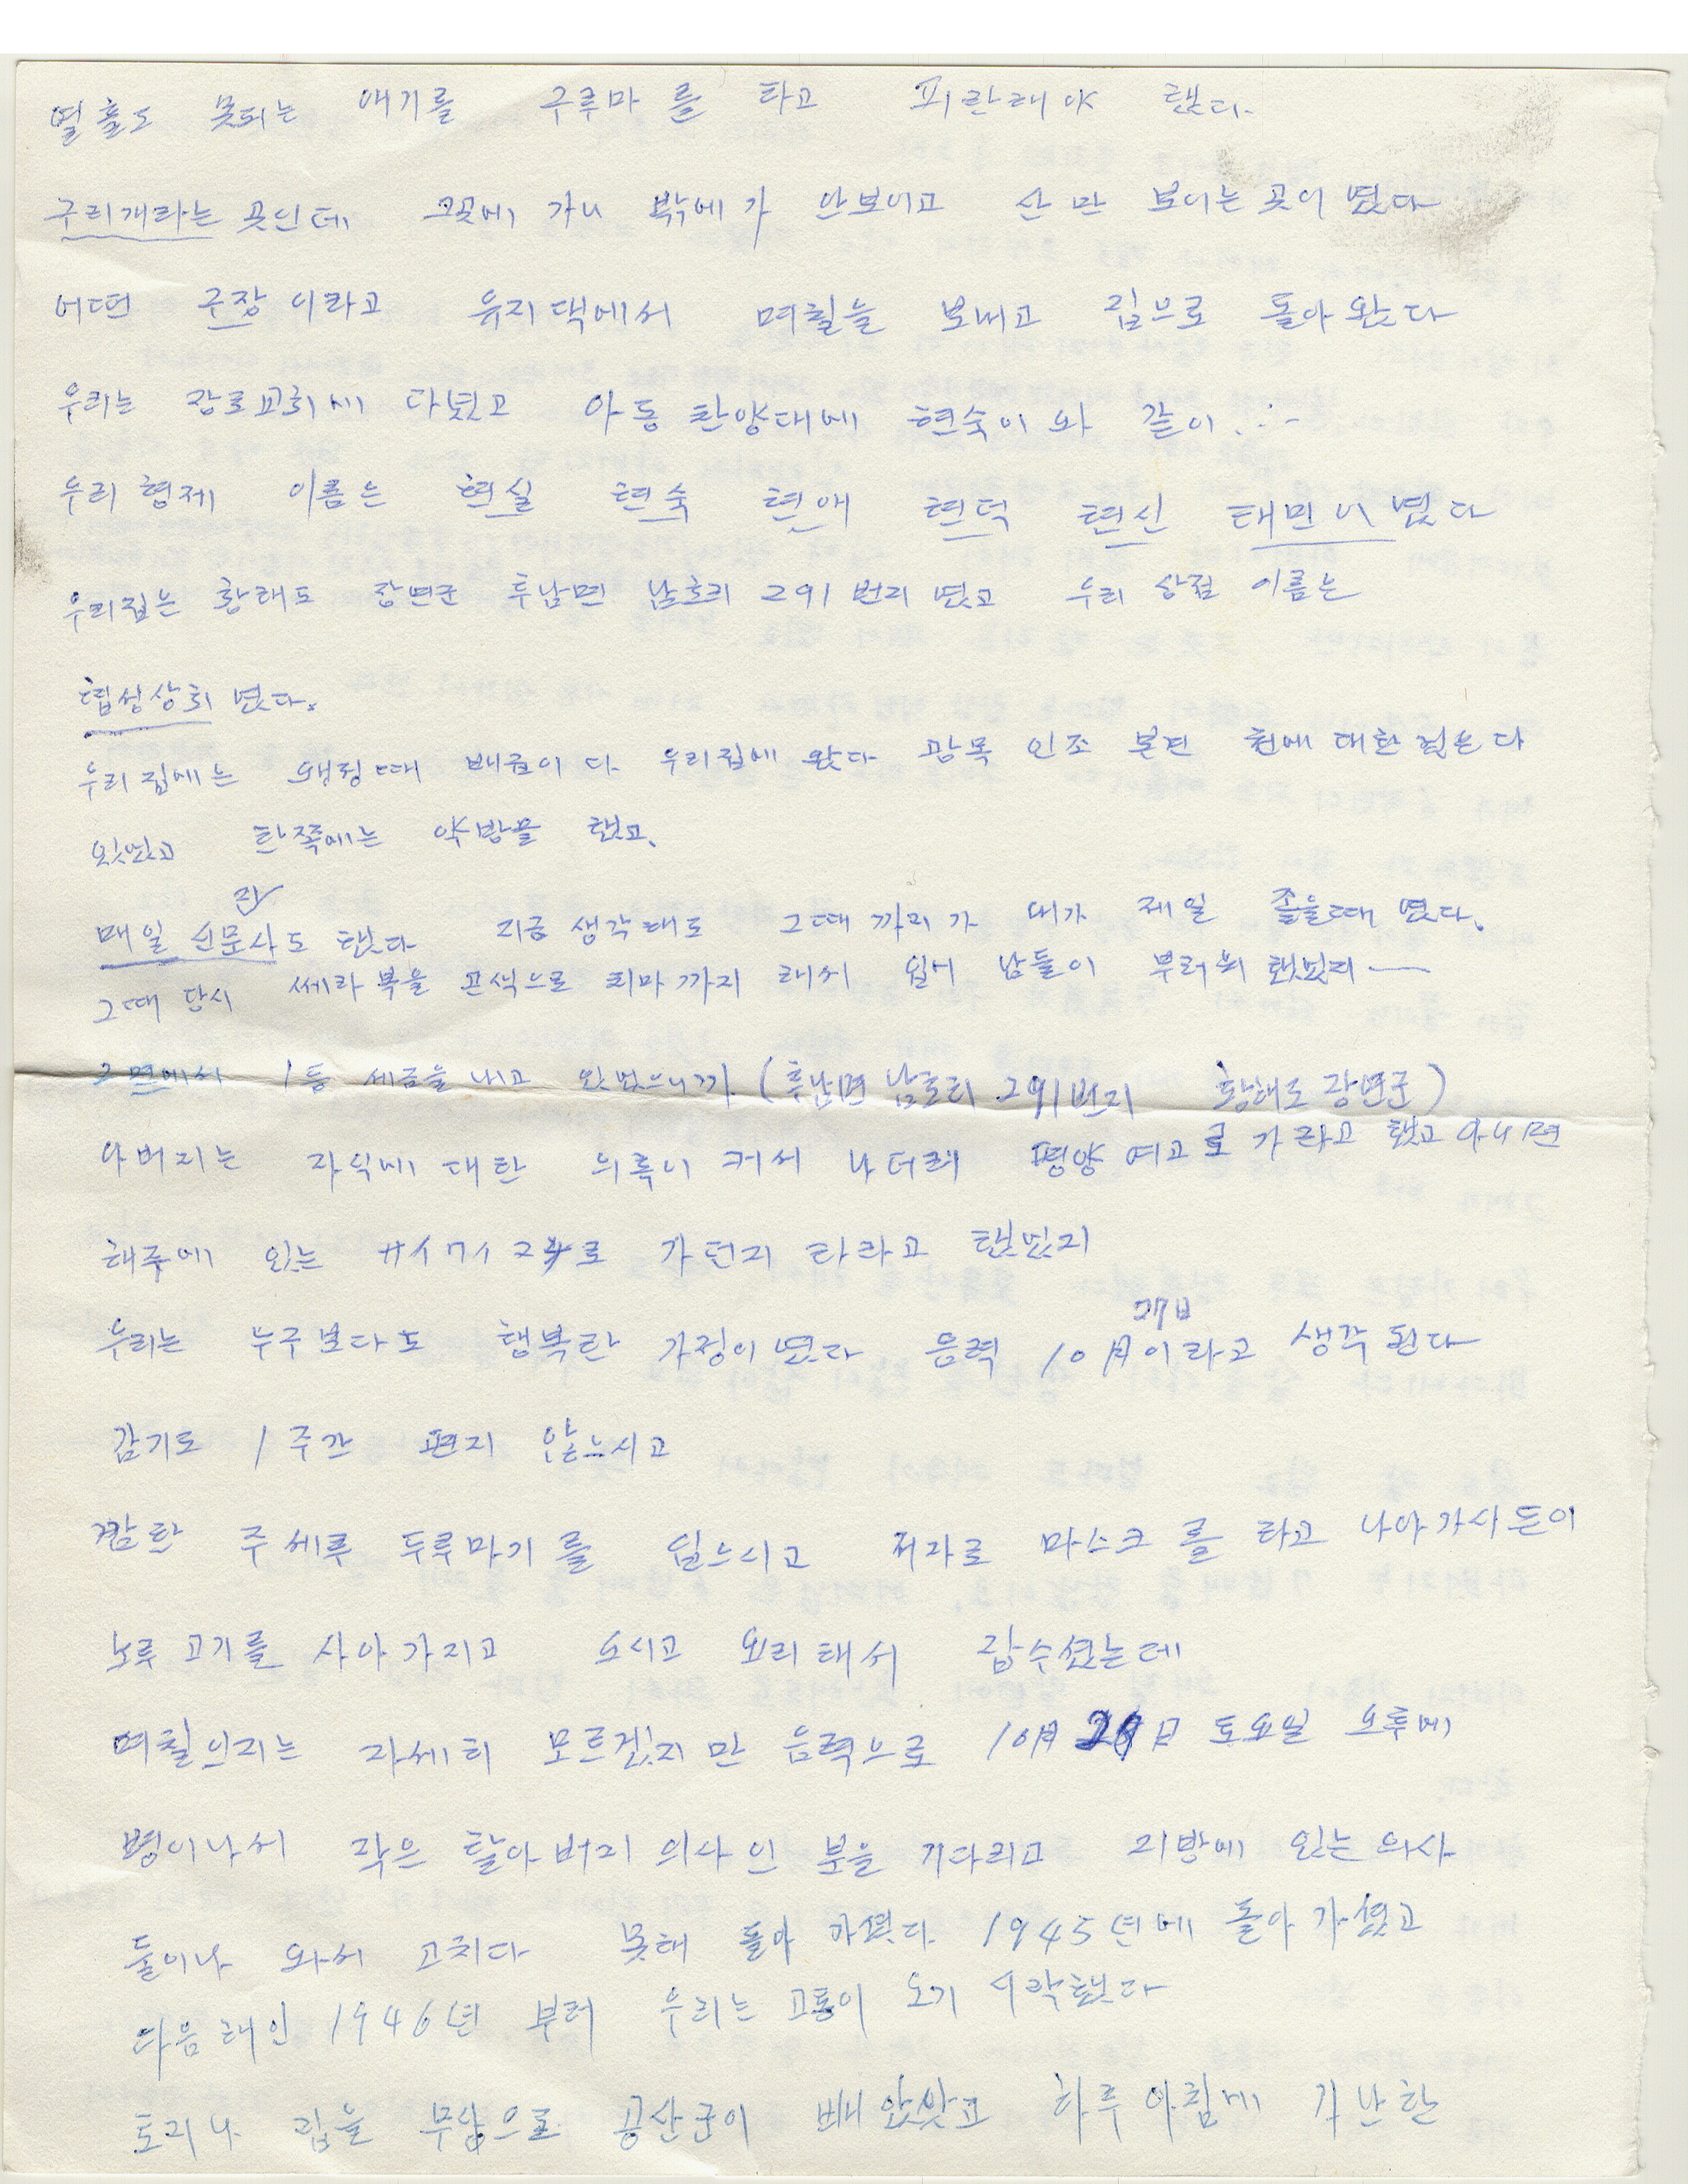 열흘도 못되는 애기를 구루마를 타고 피란해야 했다.
구리개라는 곳인데 그곳에 가니 밖에가 안보이고 산만 보이는 곳이 였다
어떤 구장이라고 유지댁에서 며칠을 보내고 집으로 돌아 왔다
우리는 장로교회에 다녔고 아동 찬양대에 현숙이와 같이...-
우리 형제 이름은 현실 현숙 현애 현덕 현신 태민이 였다
우리집는 황해도 장연군 후남면 남호리 291 번지 였고 우리 상점 이름는
협성상회 였다.
우리 집에는 왜정때 배급이 다 우리집에 왔다 광목 인조 본견 천에 대한 것는 다
있었고 한쪽에는 약방을 했고.
매일 신문사도 했다 지금 생각해도 그때 까지가 내가 제일 좋을때 였다.
그때 당시 쎄라 복을 곤색으로 치마 까지 해서 입어 남들이 부러워 했었지—
그 면에서 1등 세금을 내고 있었으니까 (후남면 남호리 291번지 황해도 장연군)
아버지는 자식에 대한 의욕이 커서 나더러 평양 여고로 가라고 했고 아니면
해주에 있는 로 가던지 하라고 했었지
27日
우리는 누구보다도 행복한 가정이였다 음력 10月이라고 생각 된다
감기로 1주간 편지 않느시고
깜한 주세루 두루마기를 입느시고 저자로 마스크를 하고 나아가사 돈이
노루 고기를 사아가지고 오시고 요리해서 잡수셨는데
며칠인지는 자세히 모르겠지만 음력으로 10月 日 토요일 오후에
병이나서 작은 할아버지 의사 인 분을 기다리고 지방에 있는 의사
둘이나 와서 고치다 못해 돌아 가셨다 1945년에 돌아 가셨고
다음 해인 1946년 부터 우리는 고통이 오기 시작했다
토지나 집을 무상으로 공산군이 빼앗았고 하루 아침에 가난한